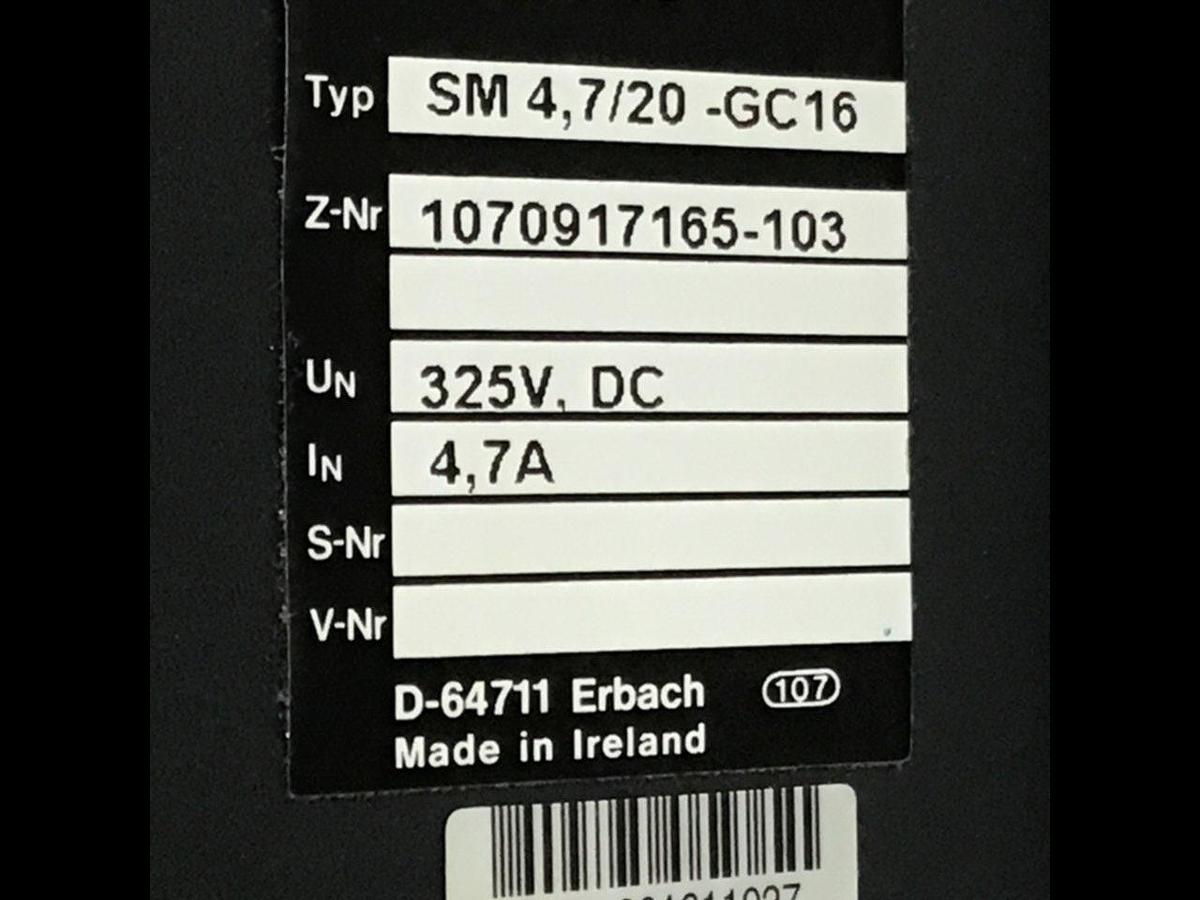 Typ SM 4,7/20 -GC16
Z-Nr 1070917165-103
UN 325V, DC
IN 4,7A
S-Nr
V-Nr
D-64711 Erbach 107
Made in Ireland